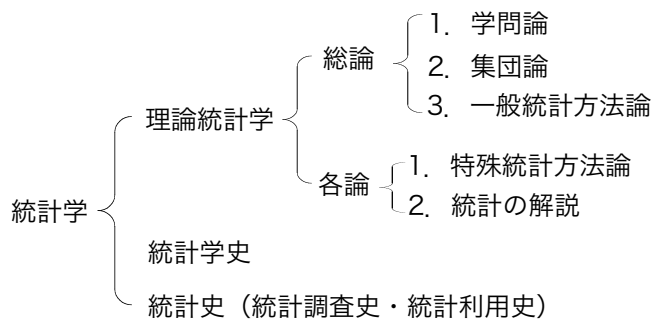 1．学問論
総論
2．集団論
3．一般統計方法論
理論統計学
1．特殊統計方法論
各論
2．統計の解説
統計学
統計学史
統計史（統計調査史・統計利用史）